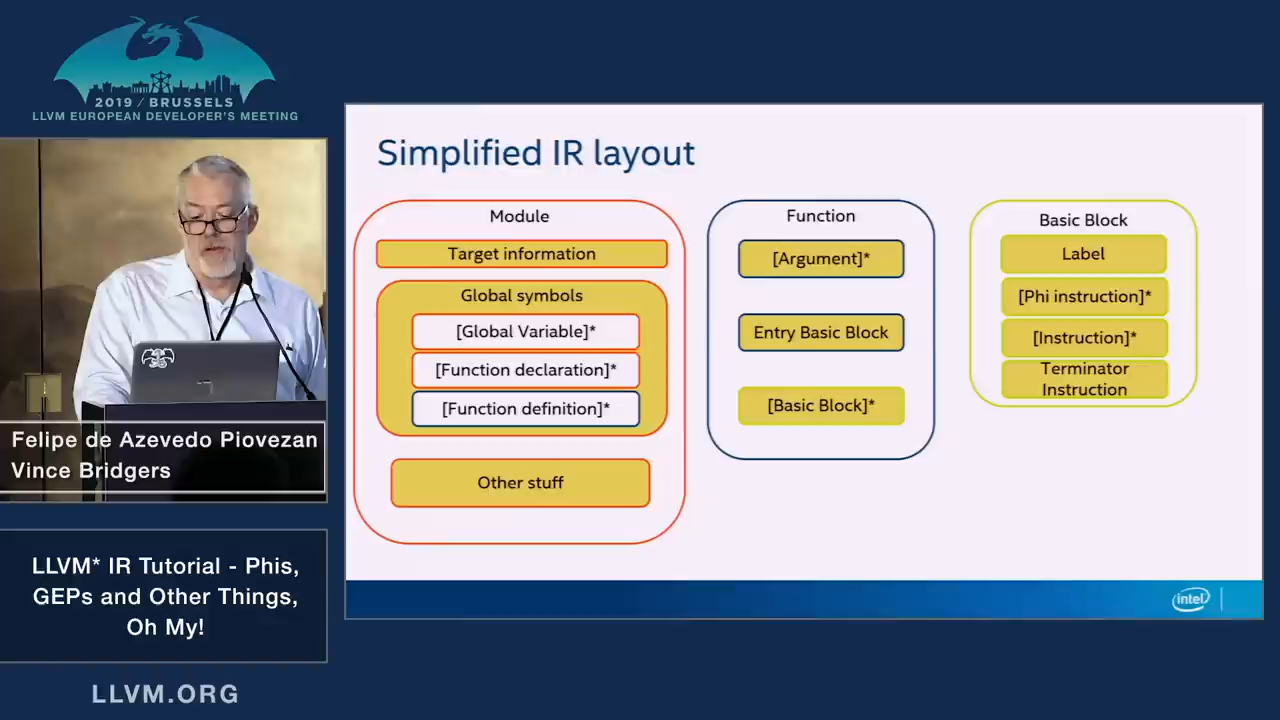 2019 / BRUSSELS
LLVM EUROPEAN DEVELOPER'S MEETING
Felipe de Azevedo Piovezan
Vince Bridgers
LLVM* IR Tutorial - Phis,
GEPs and Other Things,
Oh My!
LLVM.ORG
Simplified IR layout
Module
Target information
Global symbols
[Global Variable]*
[Function declaration]*
[Function definition]*
Other stuff
Function
[Argument]*
Entry Basic Block
[Basic Block]*
Basic Block
Label
[Phi instruction]*
[Instruction]*
Terminator
Instruction
intel